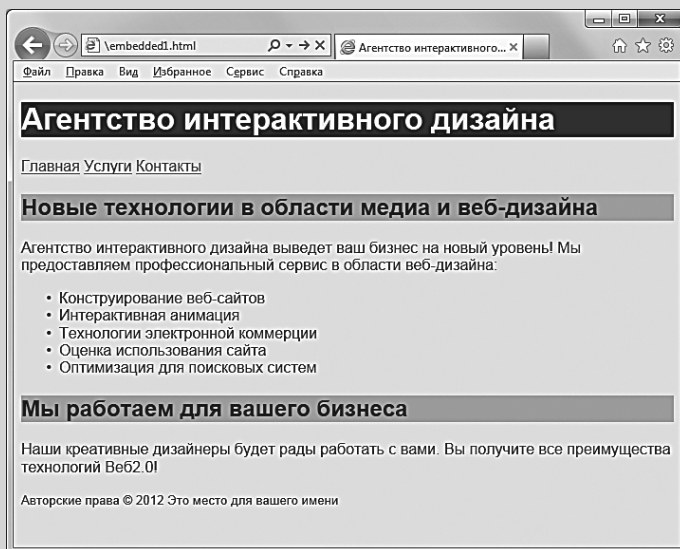 \embedded1.html
Агентство интерактивного...
Файл Правка Вид Избранное Сервис Справка
Агентство интерактивного дизайна
Главная Услуги Контакты
Новые технологии в области медиа и веб-дизайна
Агентство интерактивного дизайна выведет ваш бизнес на новый уровень! Мы
предоставляем профессиональный сервис в области веб-дизайна:
• Конструирование веб-сайтов
• Интерактивная анимация
• Технологии электронной коммерции
• Оценка использования сайта
• Оптимизация для поисковых систем
Мы работаем для вашего бизнеса
Наши креативные дизайнеры будет рады работать с вами. Вы получите все преимущества
технологий Веб2.0!
Авторские права © 2012 Это место для вашего имени